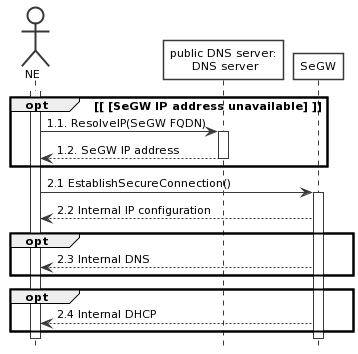 public DNS server:
DNS server
SeGW
NE
opt
[[ [SeGW IP address unavailable] ]]
1.1. ResolveIP(SeGW FQDN)
1.2. SeGW IP address
2.1 EstablishSecureConnection()
2.2 Internal IP configuration
opt
2.3 Internal DNS
opt
2.4 Internal DHCP